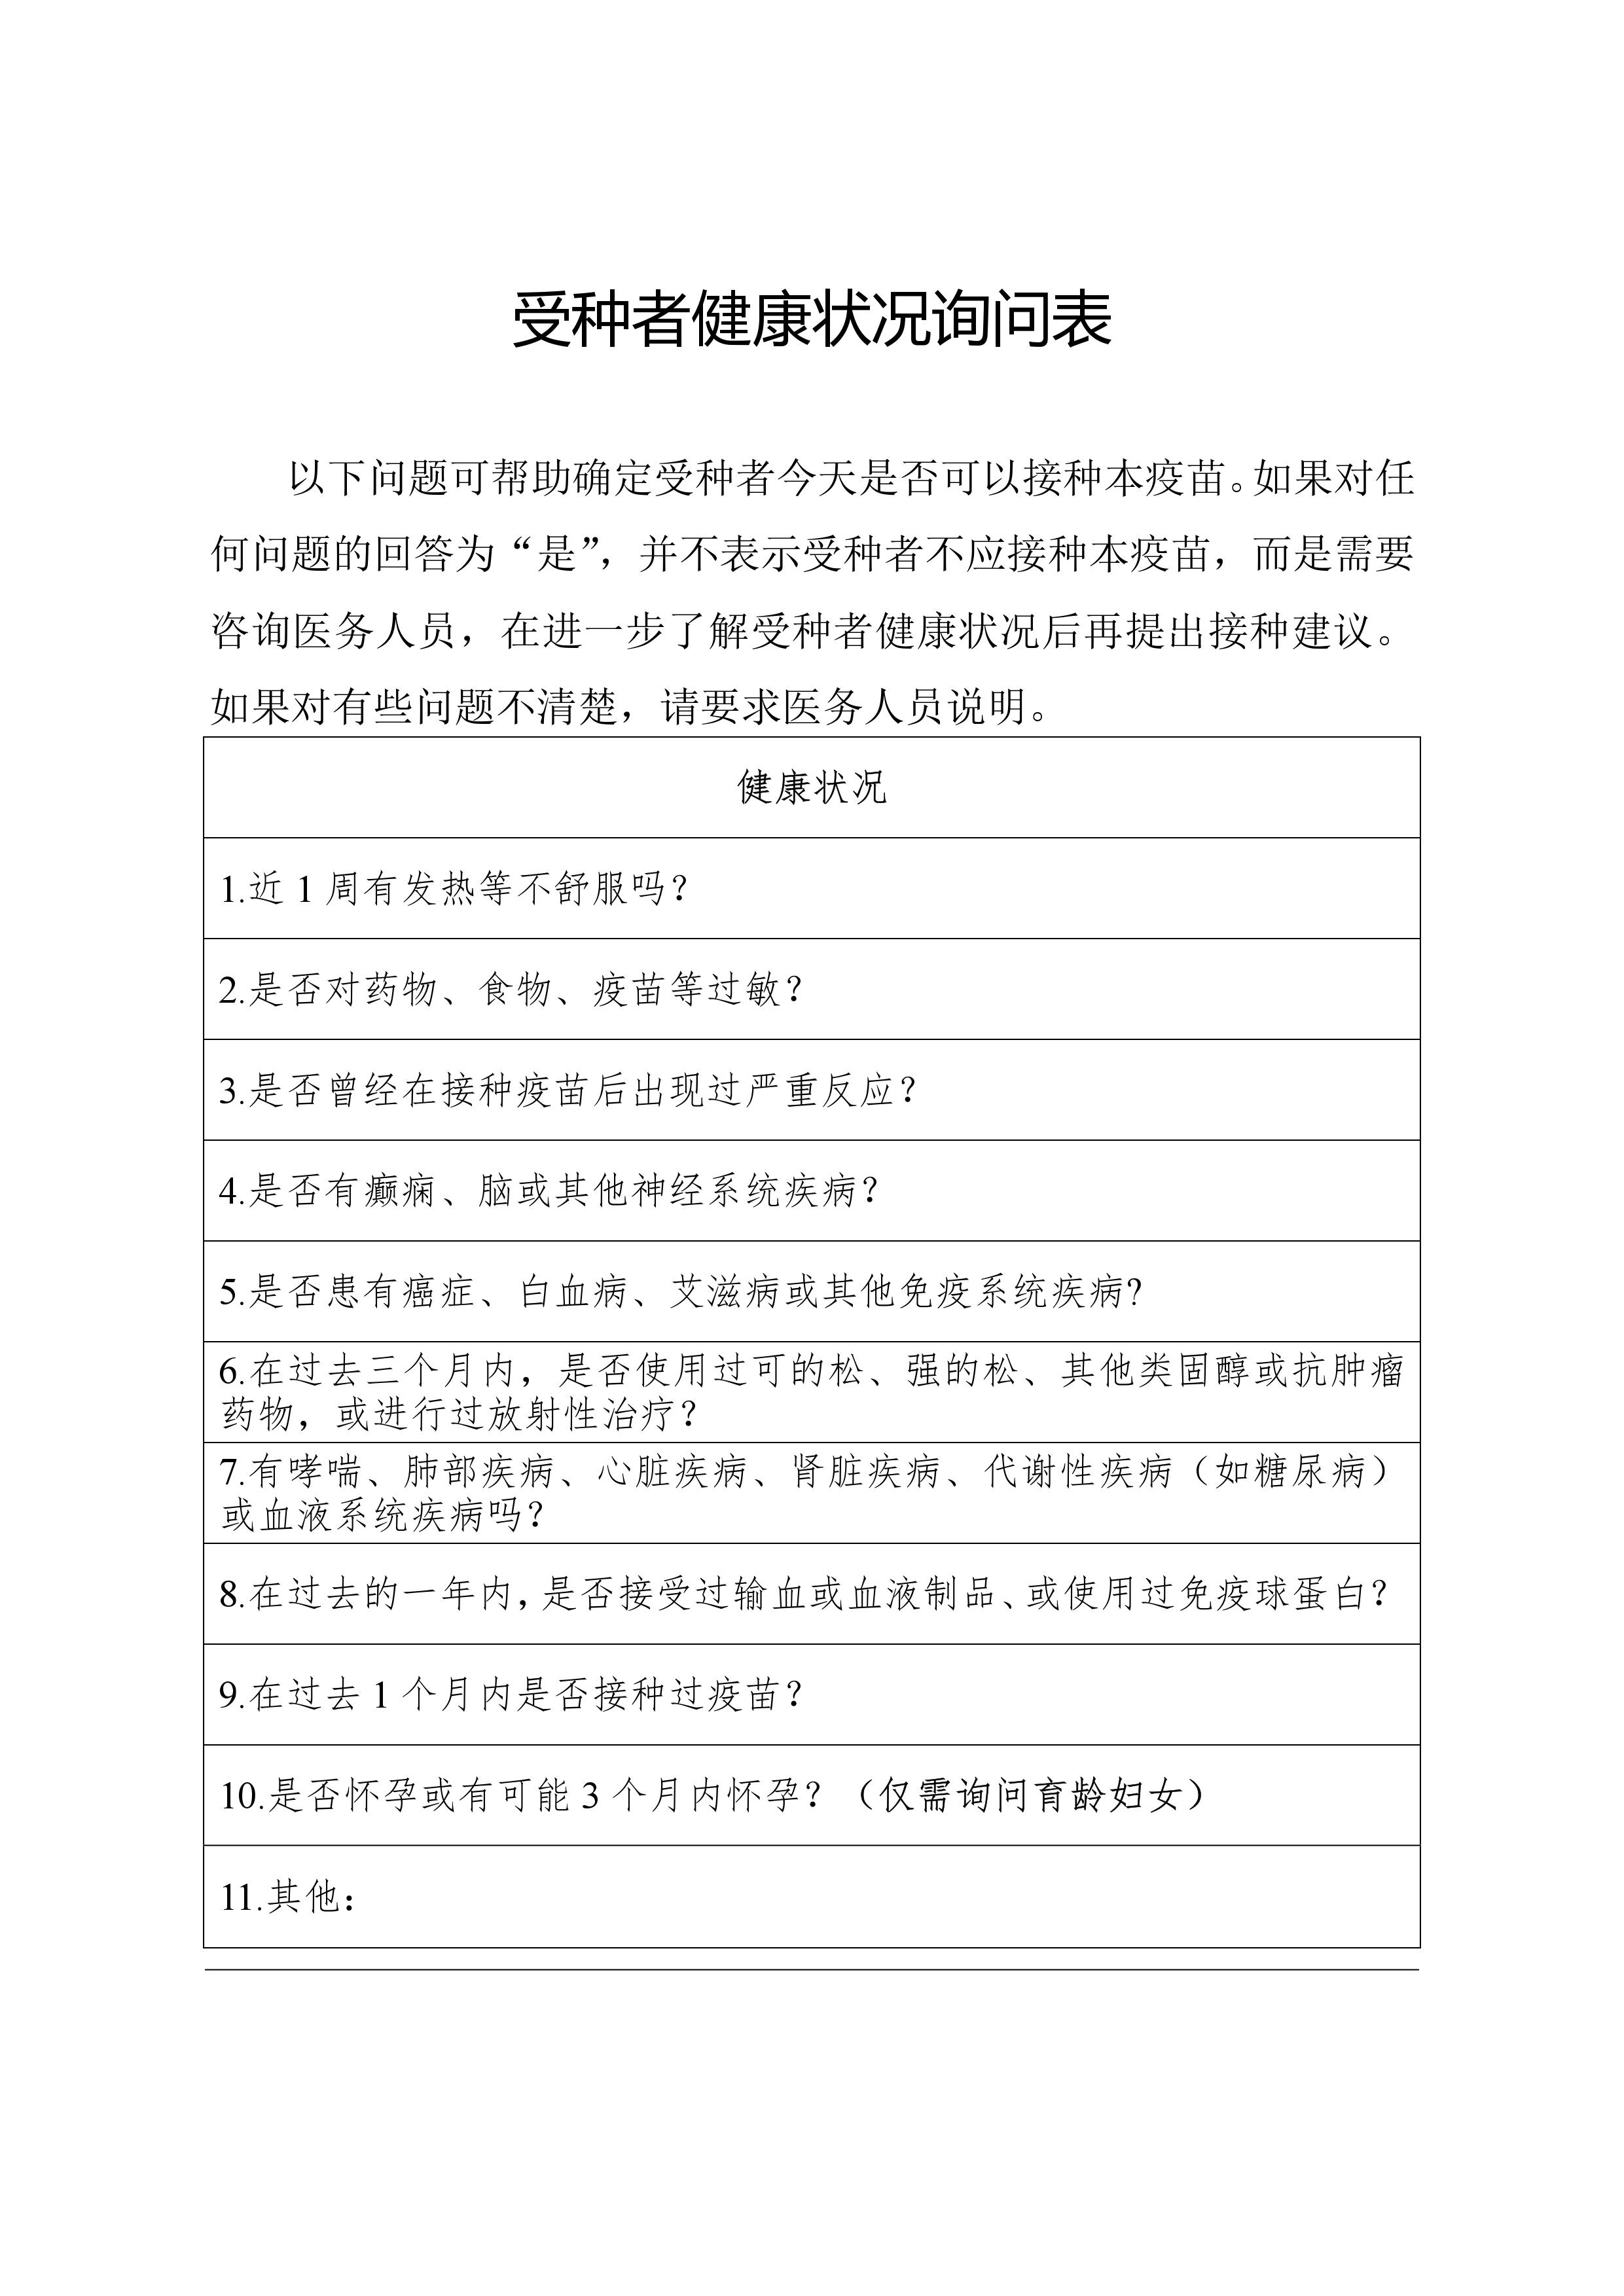 受种者健康状况询问表
以下问题可帮助确定受种者今天是否可以接种本疫苗。如果对任
何问题的回答为“是”，并不表示受种者不应接种本疫苗，而是需要
咨询医务人员，在进一步了解受种者健康状况后再提出接种建议。
如果对有些问题不清楚，请要求医务人员说明。
健康状况
1.近 1 周有发热等不舒服吗？
2.是否对药物、食物、疫苗等过敏？
3.是否曾经在接种疫苗后出现过严重反应？
4.是否有癫痫、脑或其他神经系统疾病？
5.是否患有癌症、白血病、艾滋病或其他免疫系统疾病?
6.在过去三个月内，是否使用过可的松、强的松、其他类固醇或抗肿瘤
药物，或进行过放射性治疗？
7.有哮喘、肺部疾病、心脏疾病、肾脏疾病、代谢性疾病（如糖尿病）
或血液系统疾病吗？
8.在过去的一年内，是否接受过输血或血液制品、或使用过免疫球蛋白？
9.在过去 1 个月内是否接种过疫苗？
10.是否怀孕或有可能 3 个月内怀孕？（仅需询问育龄妇女）
11.其他：